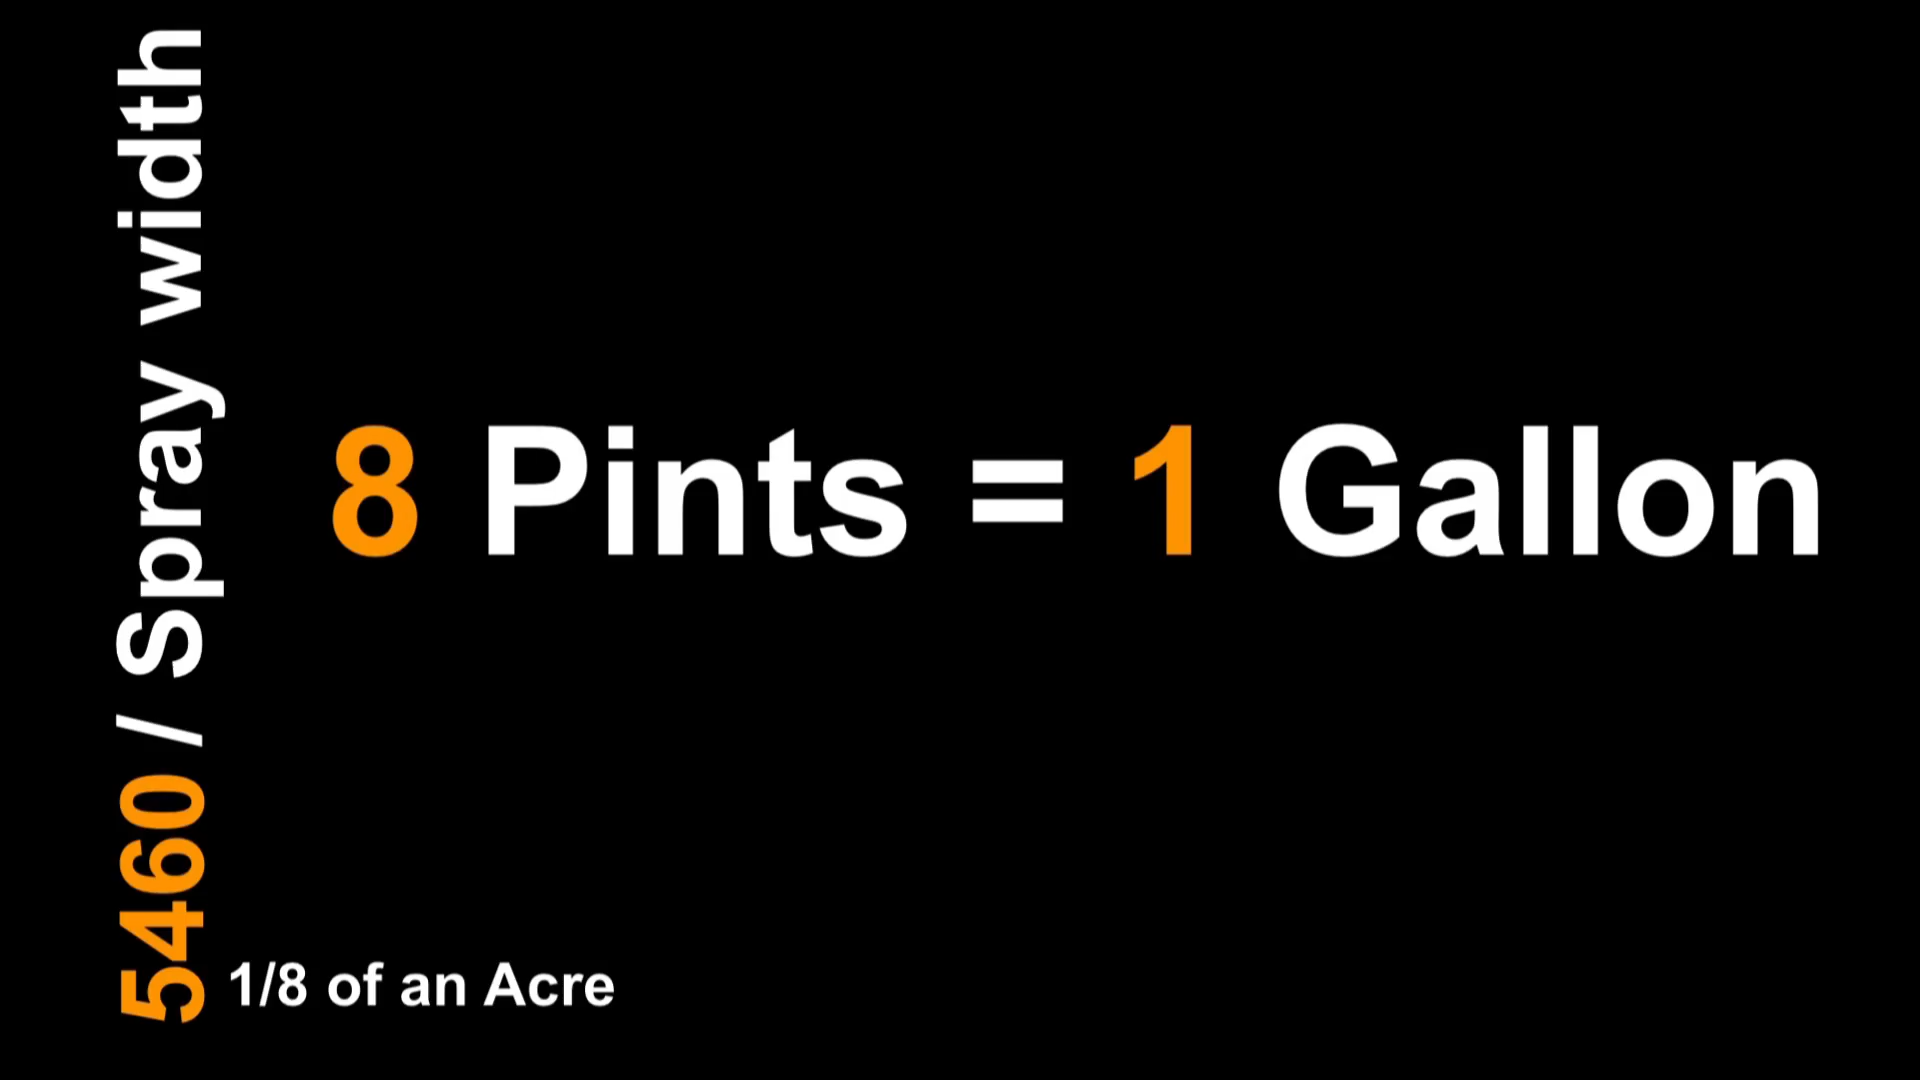 5460 / Spray width
8 Pints = 1 Gallon
1/8 of an Acre